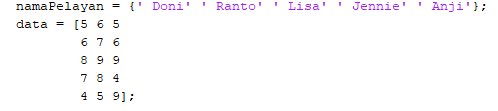 namaPelayan = {' Doni' ' Ranto' ' Lisa' ' Jennie' ' Anji'};
data = [5 6 5
6 7 6
8 9 9
7 8 4
4 5 9];